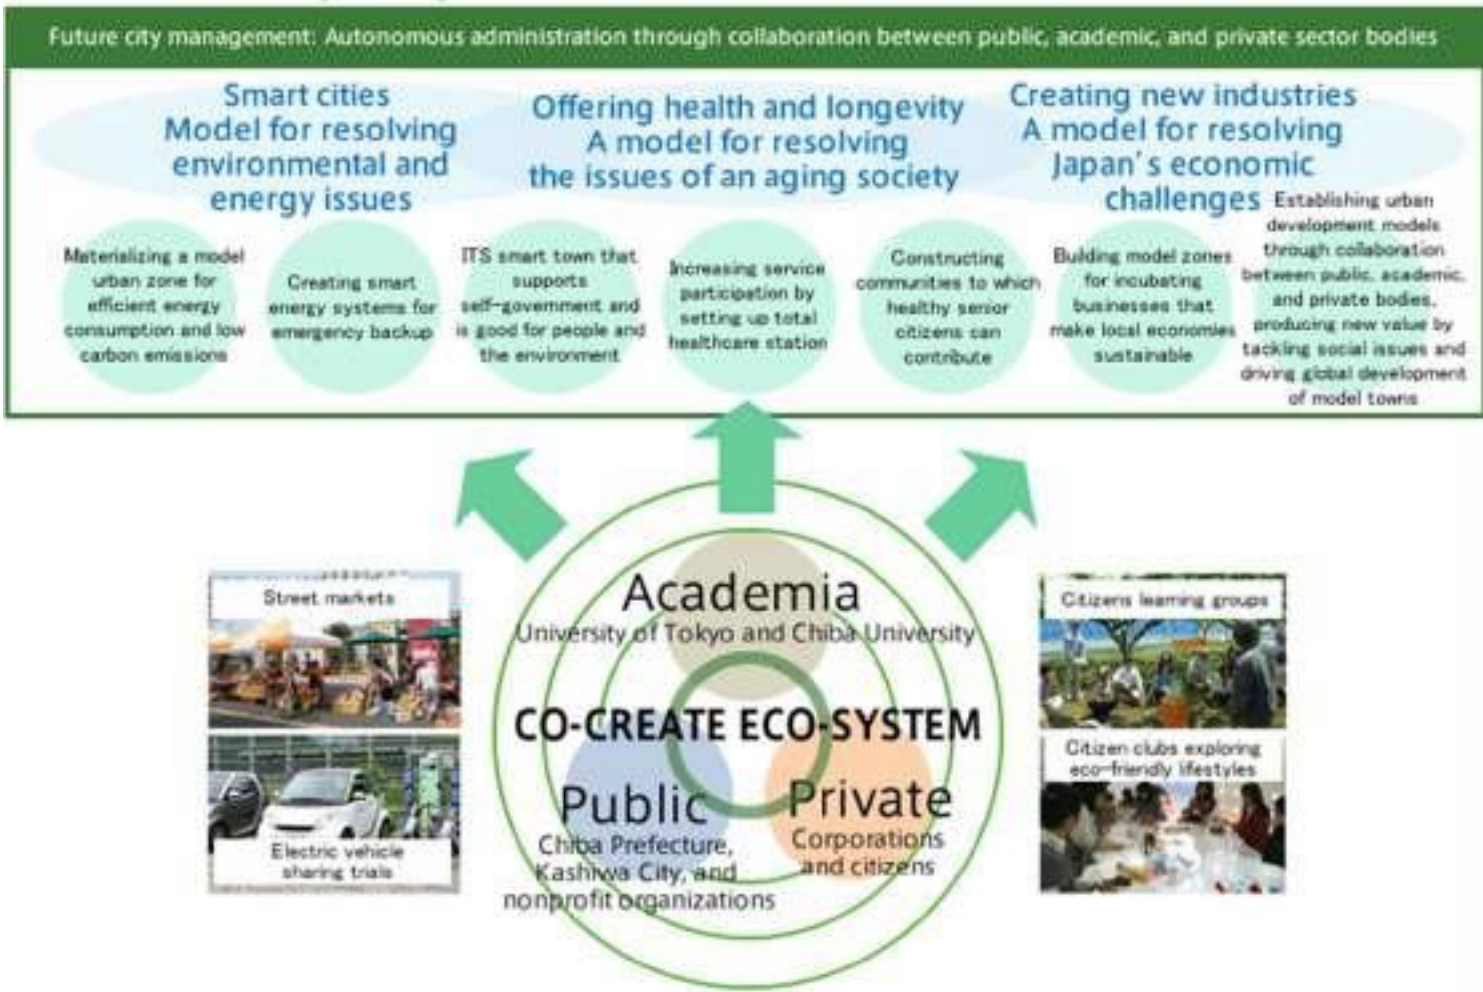 Future city management: Autonomous administration through collaboration between public, academic, and private sector bodies
Smart cities
Model for resolving
environmental and
energy issues
Offering health and longevity
A model for resolving
the issues of an aging society
Creating new industries
A model for resolving
Japan's economic
challenges
Materializing a model
urban zone for
efficient energy
consumption and low
carbon emissions
Creating smart
energy systems for
emergency backup
ITS smart town that
supports
self-government and
is good for people and
the environment
Increasing service
participation by
setting up total
healthcare station
Constructing
communities to which
healthy senior
citizens can
contribute
Building model zones
for incubating
businesses that
make local economies
sustainable
Establishing urban
development models
through collaboration
between public, academic,
and private bodies,
producing new value by
tackling social issues and
driving global development
of model towns
Street markets
Electric vehicle
sharing trials
Academia
University of Tokyo and Chiba University
CO-CREATE ECO-SYSTEM
Public
Chiba Prefecture,
Kashiwa City, and
nonprofit organizations
Private
Corporations
and citizens
Citizens learning groups
Citizen clubs exploring
eco-friendly lifestyles